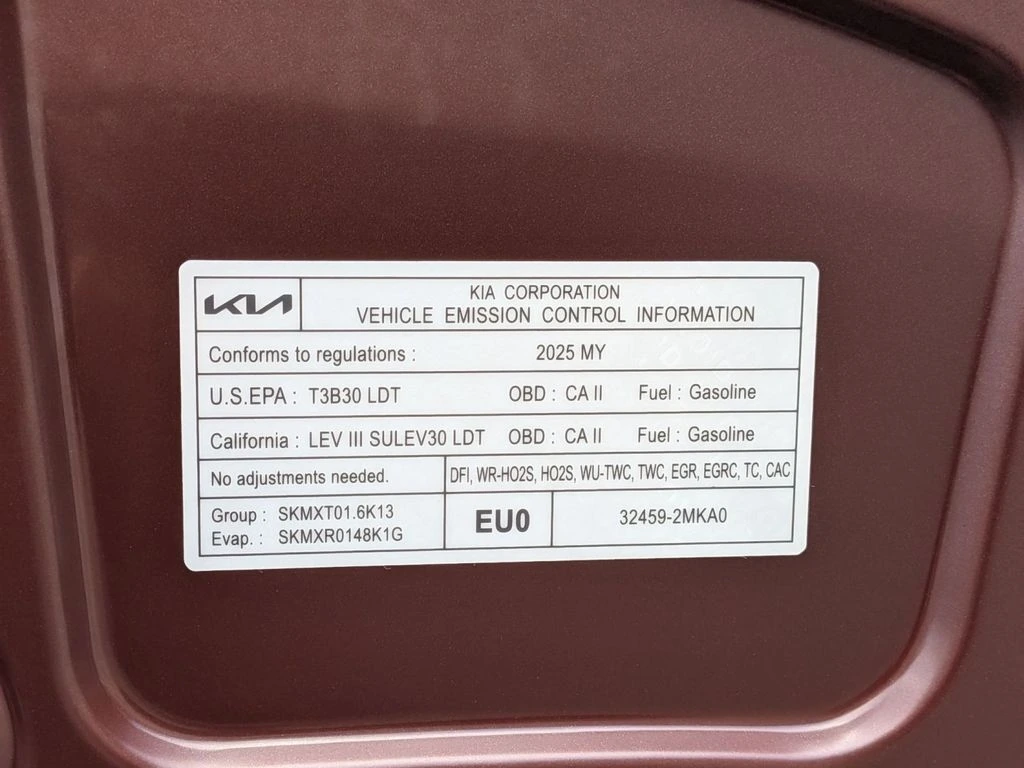 KIA
KIA CORPORATION
VEHICLE EMISSION CONTROL INFORMATION
Conforms to regulations : 2025 MY
U.S.EPA : T3B30 LDT OBD : CA II Fuel : Gasoline
California : LEV III SULEV30 LDT OBD : CA II Fuel : Gasoline
No adjustments needed. DFI, WR-HO2S, HO2S, WU-TWC, TWC, EGR, EGRC, TC, CAC
Group : SKMXT01.6K13
Evap. : SKMXR0148K1G
EU0
32459-2MKA0